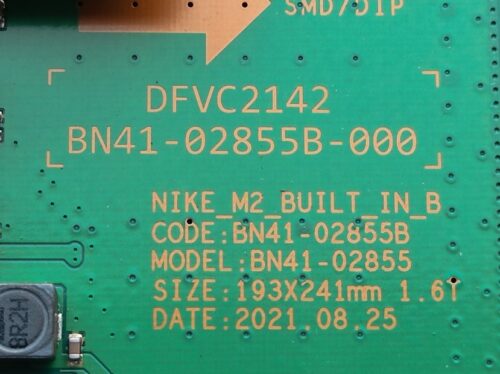 SMD/DIP
DFVC2142
BN41-02855B-000
NIKE_M2_BUILT_IN_B
CODE:BN41-02855B
MODEL:BN41-02855
SIZE:193X241mm 1.6T
DATE:2021.08.25
8R2H